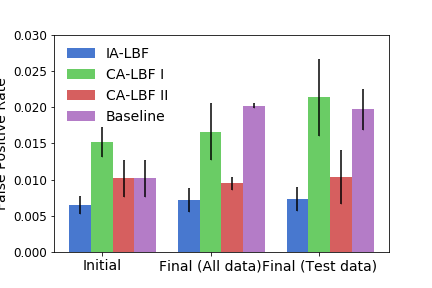 False Positive Rate
0.030
0.025
0.020
0.015
0.010
0.005
0.000
IA-LBF
CA-LBF I
CA-LBF II
Baseline
Initial
Final (All data)
Final (Test data)